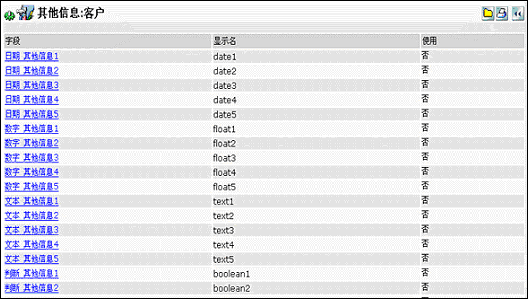 其他信息:客户
字段 显示名 使用
日期 其他信息1 date1 否
日期 其他信息2 date2 否
日期 其他信息3 date3 否
日期 其他信息4 date4 否
日期 其他信息5 date5 否
数字 其他信息1 float1 否
数字 其他信息2 float2 否
数字 其他信息3 float3 否
数字 其他信息4 float4 否
数字 其他信息5 float5 否
文本 其他信息1 text1 否
文本 其他信息2 text2 否
文本 其他信息3 text3 否
文本 其他信息4 text4 否
文本 其他信息5 text5 否
判断 其他信息1 boolean1 否
判断 其他信息2 boolean2 否